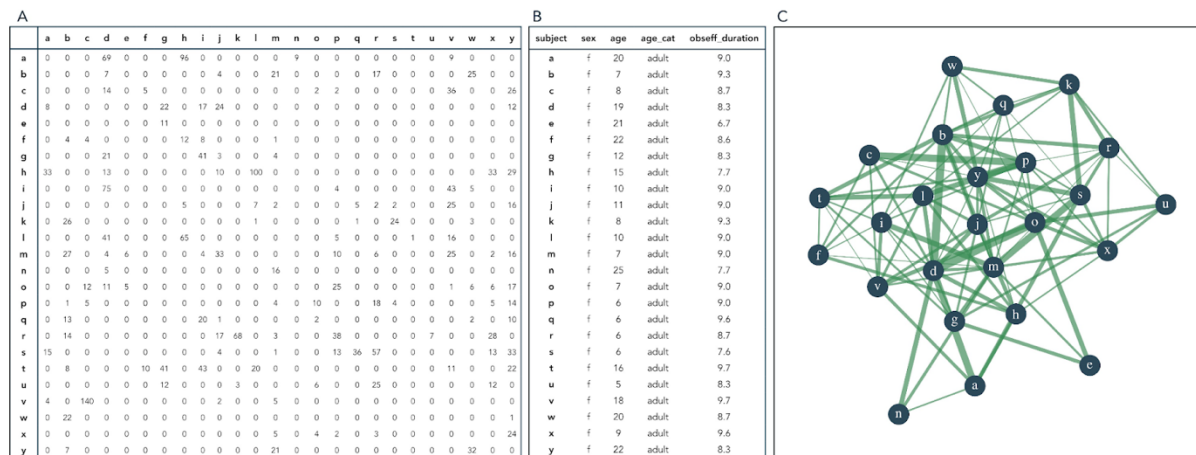 A
a b c d e f g h i j k l m n o p q r s t u v w x y
a 0 0 0 69 0 0 0 96 0 0 0 0 0 9 0 0 0 0 0 0 0 9 0 0 0
b 0 0 0 7 0 0 0 0 0 4 0 0 21 0 0 0 0 17 0 0 0 0 25 0 0
c 0 0 0 14 0 5 0 0 0 0 0 0 0 0 2 2 0 0 0 0 0 36 0 0 26
d 8 0 0 0 0 0 22 0 17 24 0 0 0 0 0 0 0 0 0 0 0 0 0 0 12
e 0 0 0 0 0 0 11 0 0 0 0 0 0 0 0 0 0 0 0 0 0 0 0 0 0
f 0 4 4 0 0 0 0 12 8 0 0 0 0 0 0 0 0 0 0 0 0 0 0 0 0
g 0 0 0 21 0 0 0 0 41 3 0 0 4 0 0 0 0 0 0 0 0 0 0 0 0
h 33 0 0 13 0 0 0 0 0 10 0 100 0 0 0 0 0 0 0 0 0 0 0 33 29
i 0 0 0 75 0 0 0 0 0 0 0 0 0 0 0 4 0 0 0 0 0 43 5 0 0
j 0 0 0 0 0 0 0 0 0 0 0 0 0 0 0 0 0 0 2 0 0 25 0 0 16
k 0 26 0 0 0 0 0 0 0 0 0 1 0 0 0 0 1 0 24 0 0 0 0 0 0
l 0 0 0 41 0 0 0 65 0 0 0 0 0 0 0 0 0 0 0 1 0 16 0 0 0
m 0 27 0 4 0 0 0 0 4 33 0 0 0 0 0 10 0 6 0 0 0 25 0 2 16
n 0 0 0 5 0 0 0 0 0 0 0 0 16 0 0 0 0 0 0 0 0 0 0 0 0
o 0 0 12 11 5 0 0 0 0 0 0 0 0 0 0 25 0 0 0 0 0 0 6 6 17
p 0 1 5 0 0 0 0 0 0 0 0 0 4 0 10 0 0 18 4 0 0 0 0 5 14
q 0 13 0 0 0 0 0 0 20 1 0 0 0 0 0 0 0 0 0 0 0 0 2 0 10
r 0 14 0 0 0 0 0 0 0 17 68 0 3 0 0 38 0 0 0 0 7 0 0 28 0
s 15 0 0 0 0 0 0 0 0 4 0 0 1 0 0 13 36 57 0 0 0 0 0 13 33
t 0 8 0 0 0 10 41 0 43 0 0 20 0 0 0 0 0 0 0 0 0 11 0 0 22
u 0 0 0 0 0 0 12 0 0 0 3 0 0 0 6 0 0 25 0 0 0 0 0 12 0
v 4 0 140 0 0 0 0 0 0 2 0 0 5 0 0 0 0 0 0 0 0 0 0 0 0
w 0 22 0 0 0 0 0 0 0 0 0 0 0 0 0 0 0 0 0 0 0 0 0 0 1
x 0 0 0 0 0 0 0 0 0 0 0 0 5 0 4 2 0 3 0 0 0 0 0 0 24
y 0 7 0 0 0 0 0 0 0 0 0 0 21 0 0 0 0 0 0 0 0 0 32 0 0
B
subject sex age age_cat obseff_duration
a f 20 adult 9.0
b f 7 adult 9.3
c f 8 adult 8.7
d f 19 adult 8.3
e f 21 adult 6.7
f f 22 adult 8.6
g f 12 adult 8.3
h f 15 adult 7.7
i f 10 adult 9.0
j f 11 adult 9.0
k f 8 adult 9.3
l f 10 adult 9.0
m f 7 adult 9.0
n f 25 adult 7.7
o f 7 adult 9.0
p f 6 adult 9.0
q f 6 adult 9.6
r f 6 adult 8.7
s f 6 adult 7.6
t f 16 adult 9.7
u f 5 adult 8.3
v f 18 adult 9.7
w f 20 adult 8.7
x f 9 adult 9.6
y f 22 adult 8.3
C
w
k
q
b
r
c
p
y
s
t
l
u
i
j
o
f
x
d
m
v
g
h
e
a
n